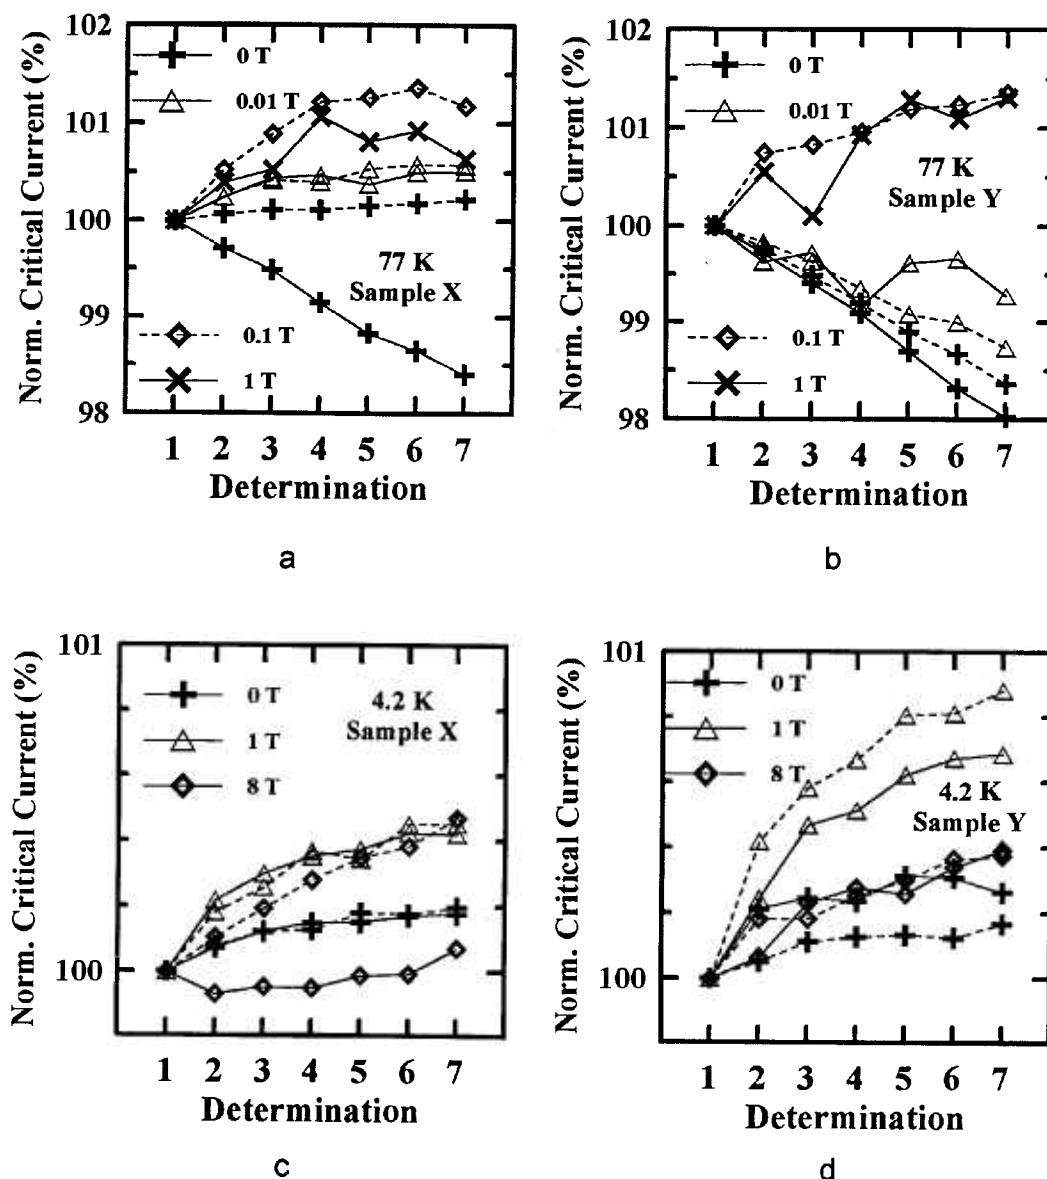 102
101
100
99
98
Norm. Critical Current (%)
0 T
0.01 T
77 K
Sample X
0.1 T
1 T
1 2 3 4 5 6 7
Determination
a
102
101
100
99
98
Norm. Critical Current (%)
0 T
0.01 T
77 K
Sample Y
0.1 T
1 T
1 2 3 4 5 6 7
Determination
b
101
100
Norm. Critical Current (%)
0 T
1 T
8 T
4.2 K
Sample X
1 2 3 4 5 6 7
Determination
c
101
100
Norm. Critical Current (%)
0 T
1 T
8 T
4.2 K
Sample Y
1 2 3 4 5 6 7
Determination
d